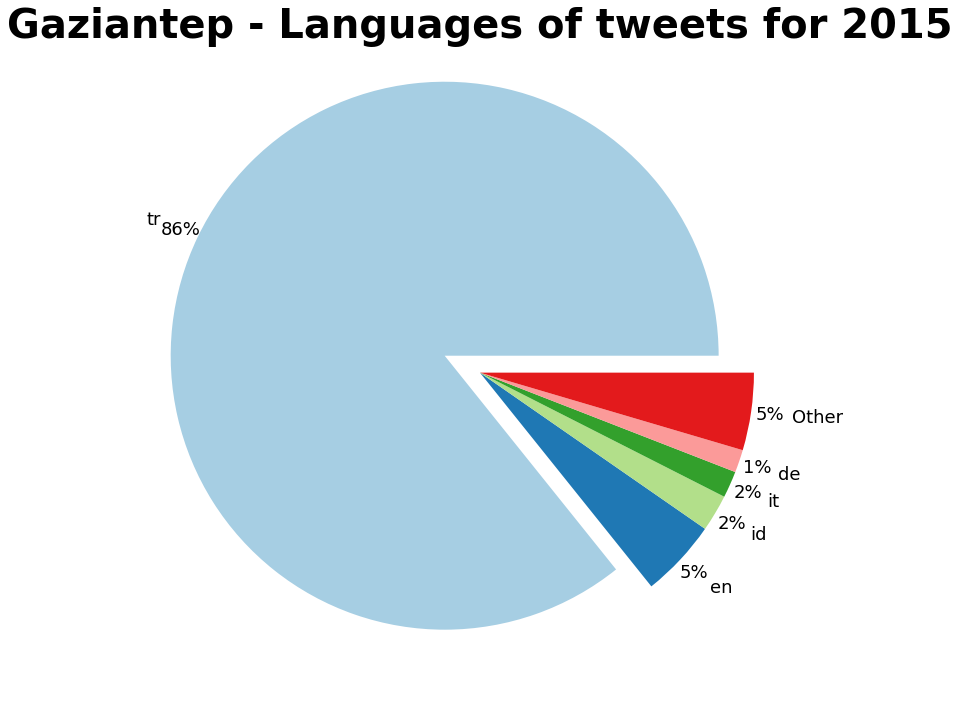 Gaziantep - Languages of tweets for 2015
tr
86%
5% Other
1% de
2% it
2% id
5% en